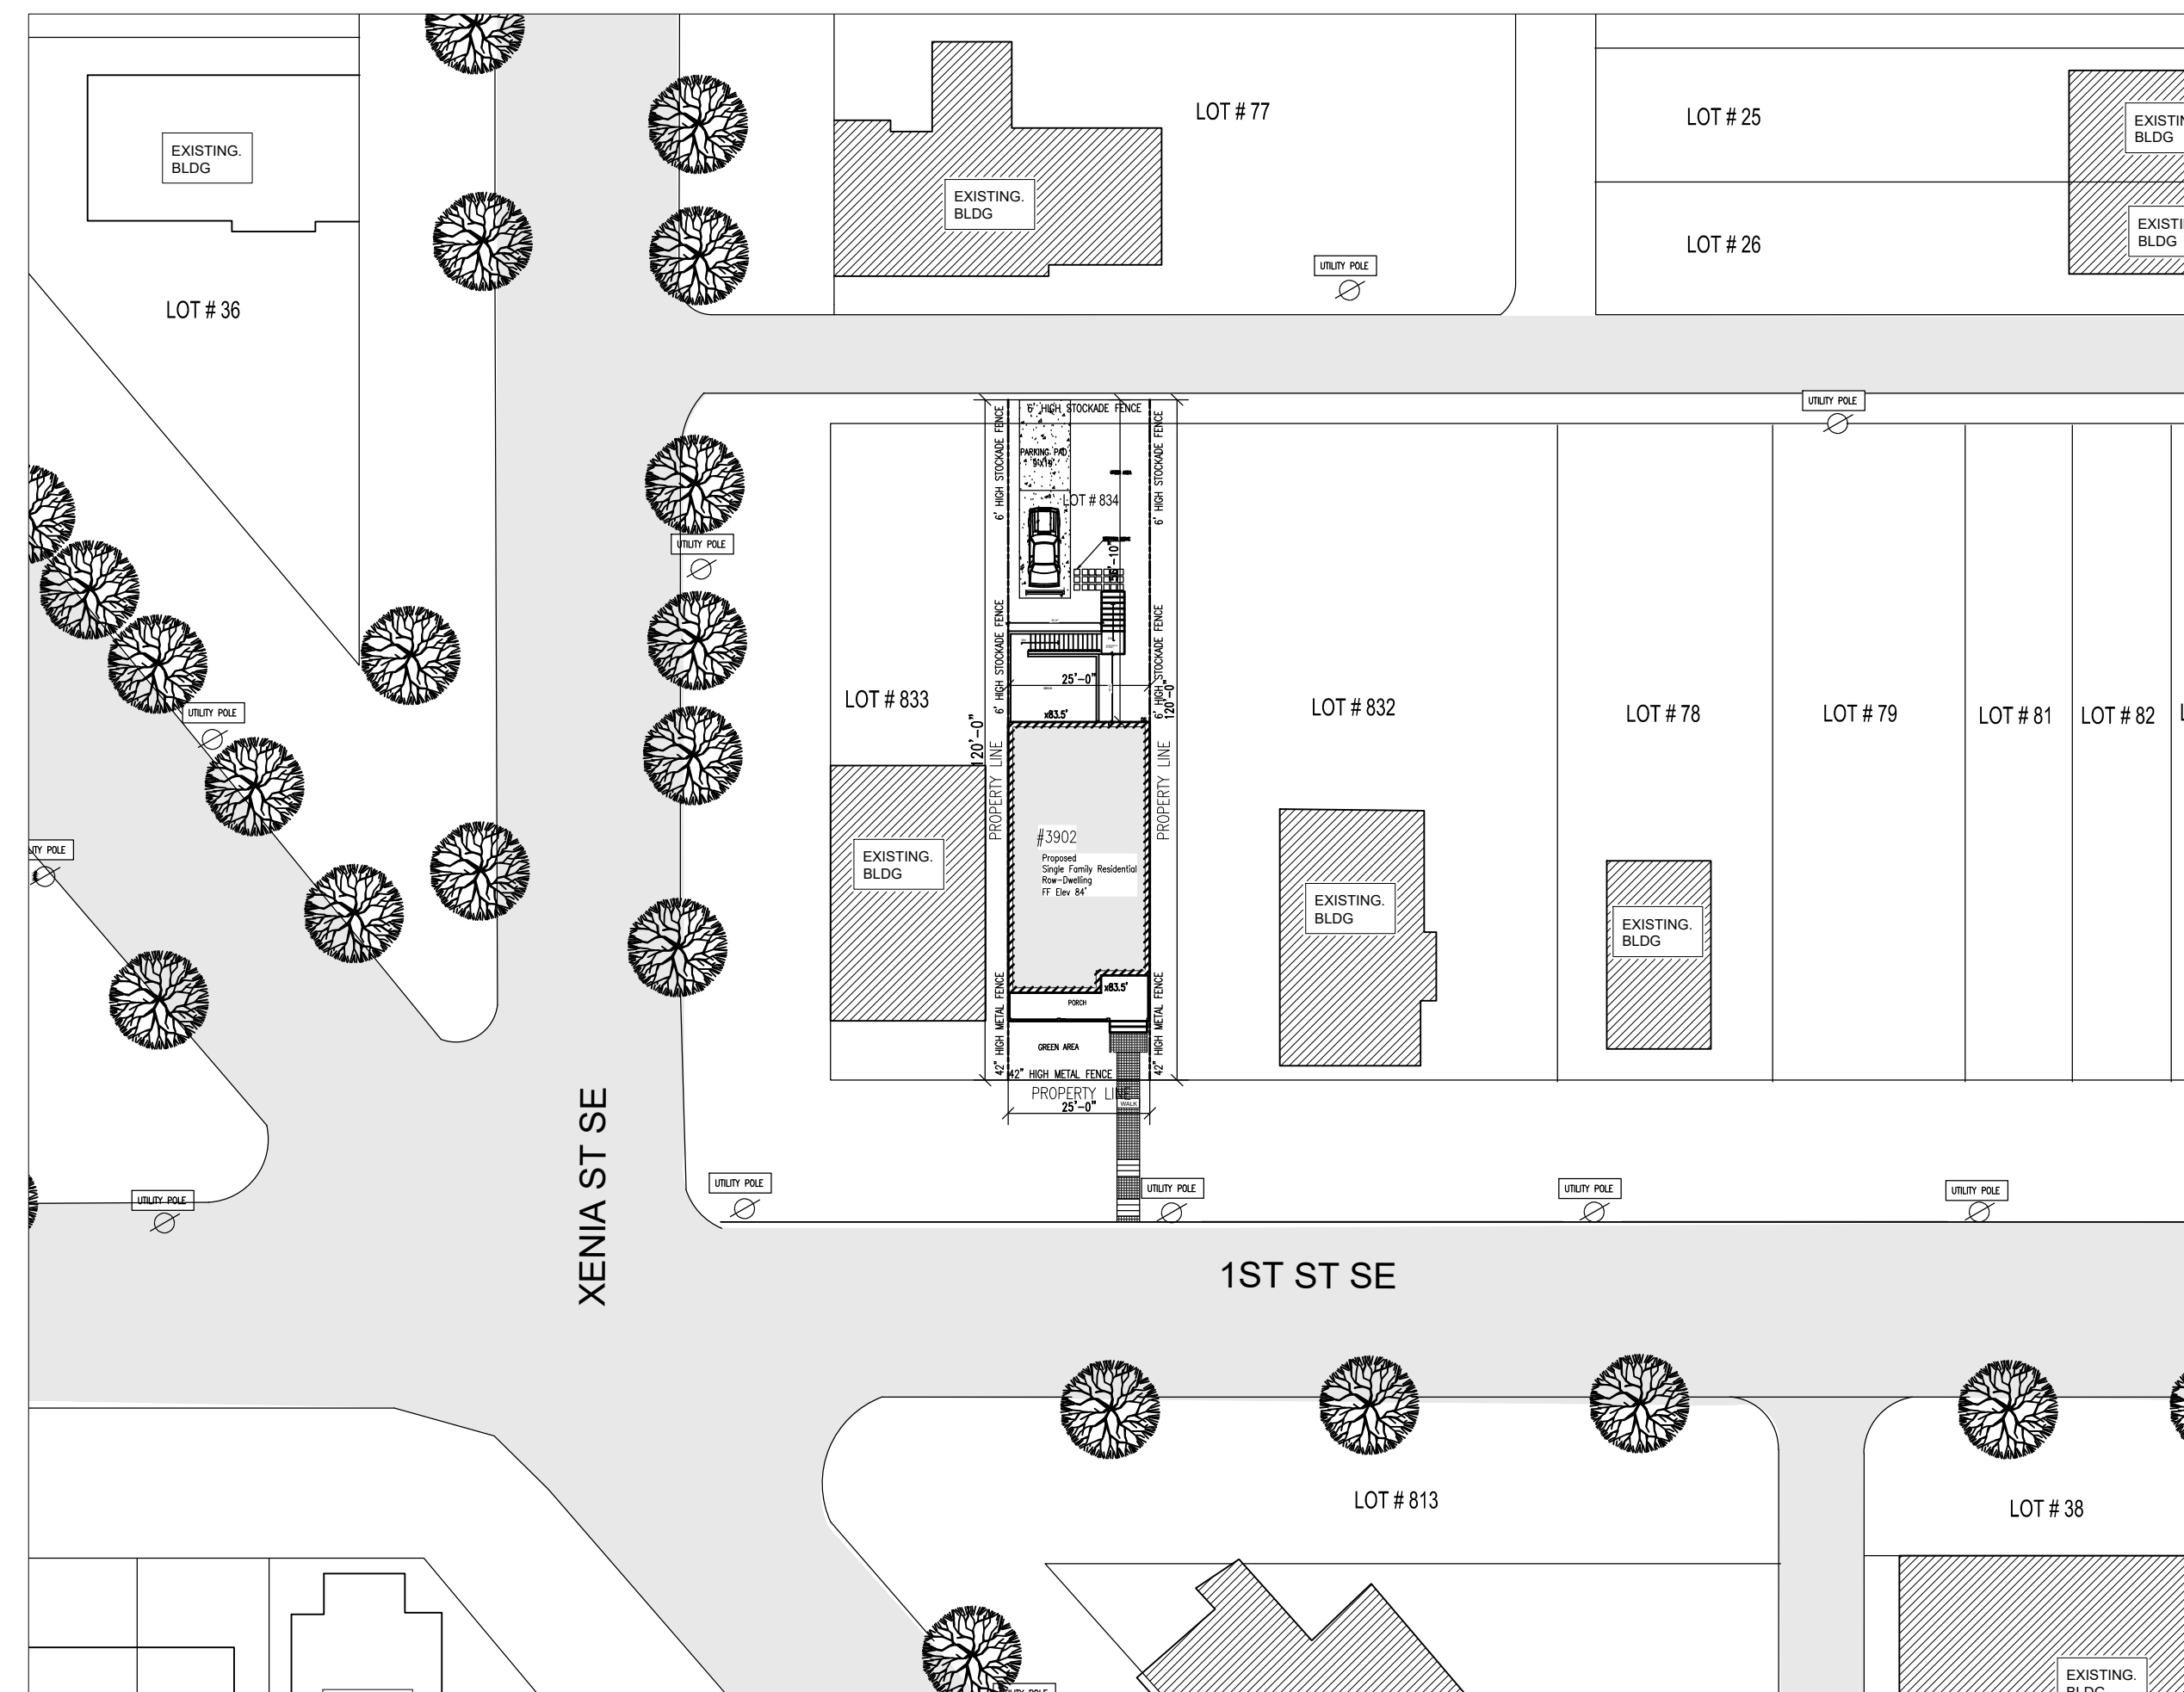 LOT # 77
LOT # 25
EXISTING.
BLDG
EXISTING.
BLDG
LOT # 26
UTILITY POLE
LOT # 36
UTILITY POLE
6' HIGH STOCKADE FENCE
6' HIGH STOCKADE FENCE
6' HIGH STOCKADE FENCE
PARKING PAD
9'X19'
LOT # 834
UTILITY POLE
6' HIGH STOCKADE FENCE
6' HIGH STOCKADE FENCE
25'-0"
120'-0"
x83.5'
LOT # 833
LOT # 832
LOT # 78
LOT # 79
LOT # 81
LOT # 82
UTILITY POLE
120'-0"
PROPERTY LINE
PROPERTY LINE
#3902
Proposed
Single Family Residential
Row-Dwelling
FF Elev 84'
EXISTING.
BLDG
EXISTING.
BLDG
EXISTING.
BLDG
POLE
x83.5'
PORCH
42" HIGH METAL FENCE
42" HIGH METAL FENCE
GREEN AREA
42" HIGH METAL FENCE
PROPERTY LINE
25'-0"
WALK
XENIA ST SE
UTILITY POLE
UTILITY POLE
UTILITY POLE
UTILITY POLE
UTILITY POLE
1ST ST SE
LOT # 813
LOT # 38
EXISTING.
BLDG
POLE